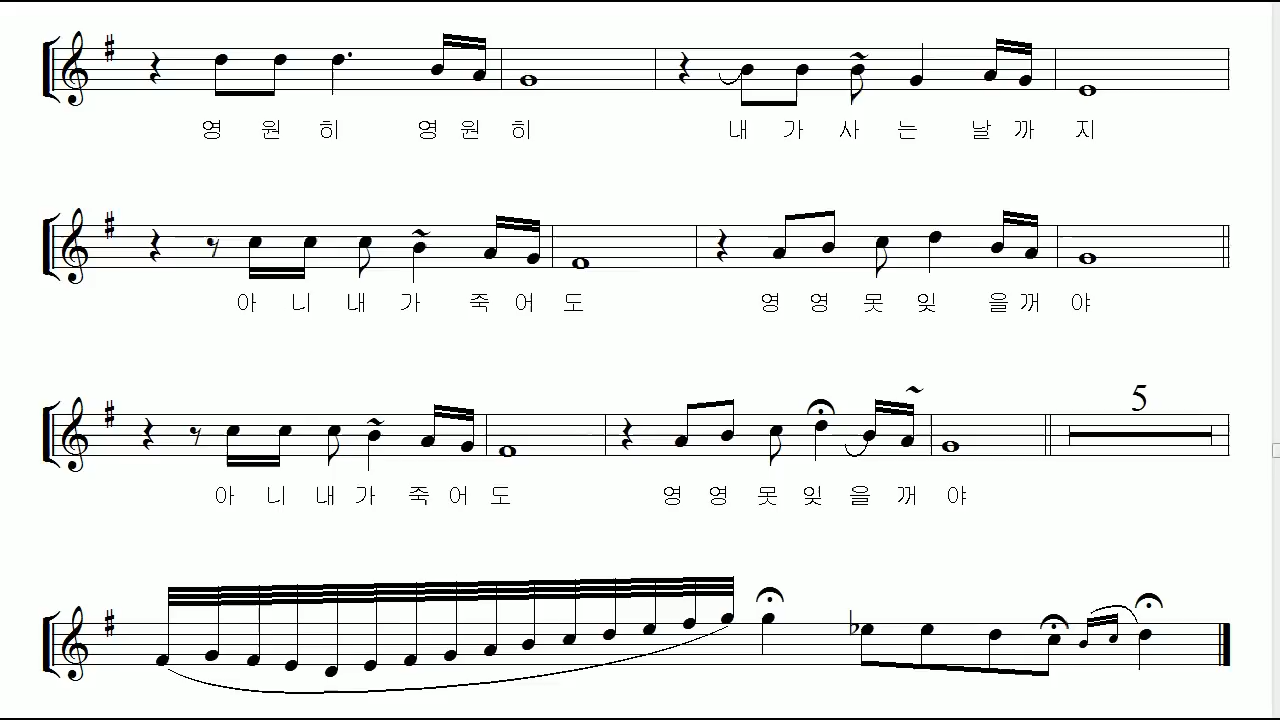 영 원 히 영 원 히 내 가 사 는 날 까 지
아 니 내 가 죽 어 도 영 영 못 잊 을 꺼 야
5
아 니 내 가 죽 어 도 영 영 못 잊 을 꺼 야